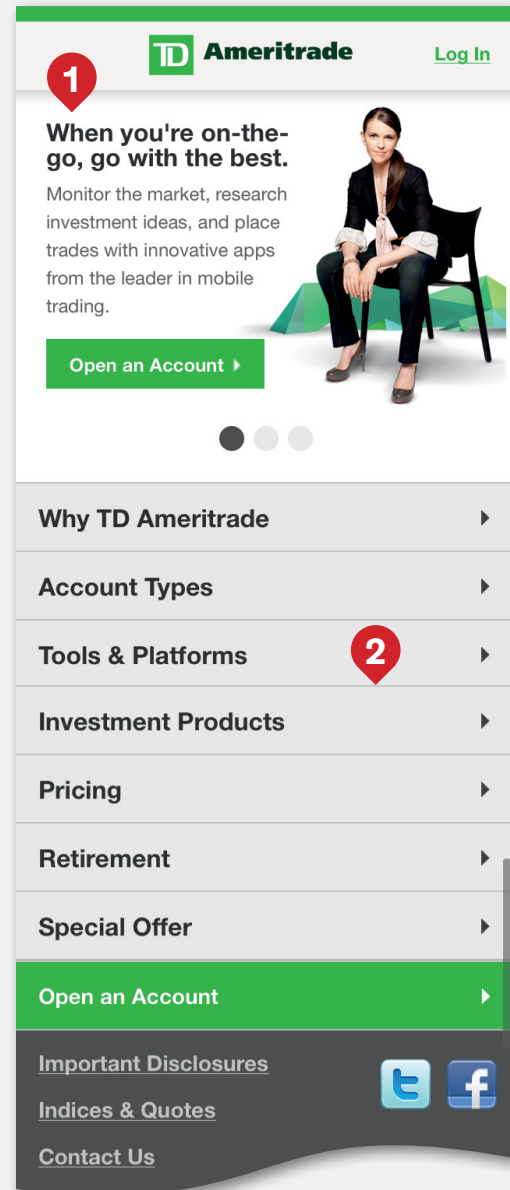 TD Ameritrade
Log In
1
When you're on-the-
go, go with the best.
Monitor the market, research
investment ideas, and place
trades with innovative apps
from the leader in mobile
trading.
Open an Account
Why TD Ameritrade
Account Types
Tools & Platforms
2
Investment Products
Pricing
Retirement
Special Offer
Open an Account
Important Disclosures
Indices & Quotes
Contact Us